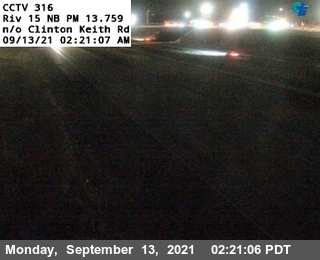 CCTV 316
Riv 15 NB PM 13.759
n/o Clinton Keith Rd
09/13/21 02:21:07 AM
Monday, September 13, 2021 02:21:06 PDT